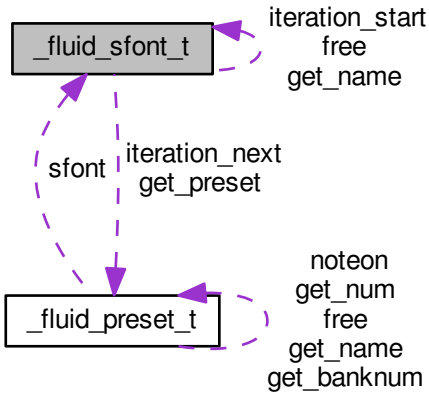 _fluid_sfont_t
iteration_start
free
get_name
sfont
iteration_next
get_preset
_fluid_preset_t
noteon
get_num
free
get_name
get_banknum